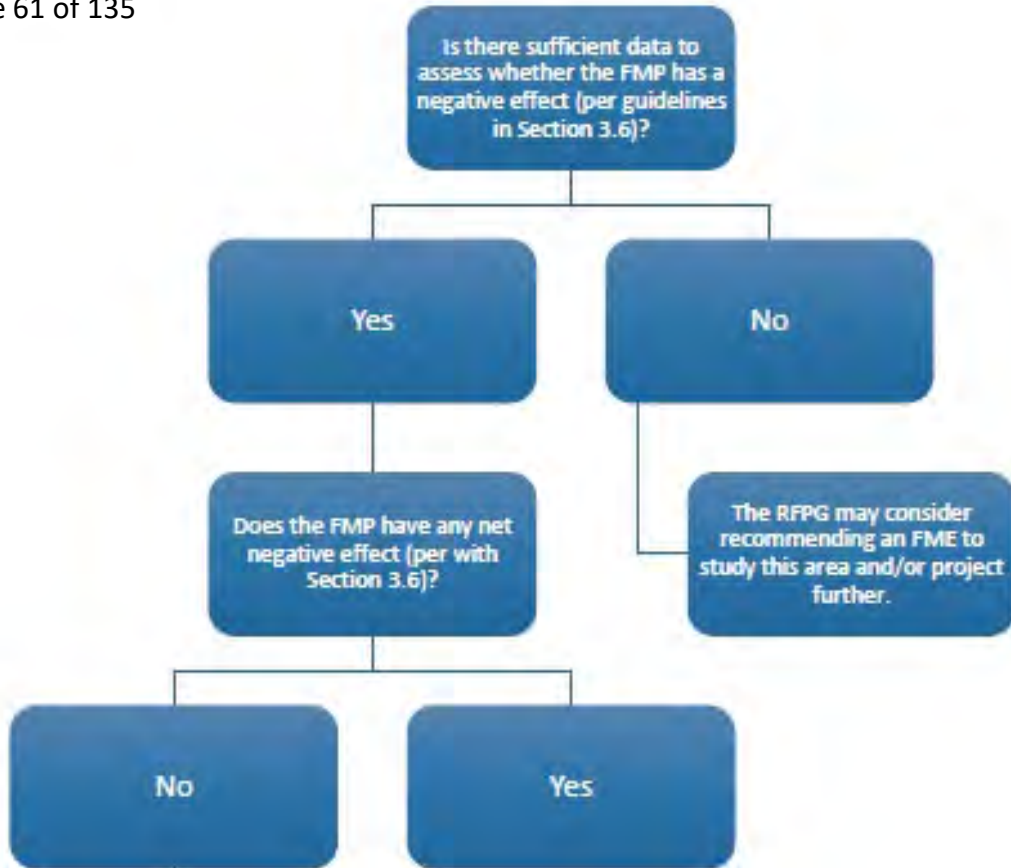 e 61 of 135
Is there sufficient data to
assess whether the FMP has a
negative effect (per guidelines
in Section 3.6)?
Yes
No
Does the FMP have any net
negative effect (per with
Section 3.6)?
The RFPG may consider
recommending an FME to
study this area and/or project
further.
No
Yes